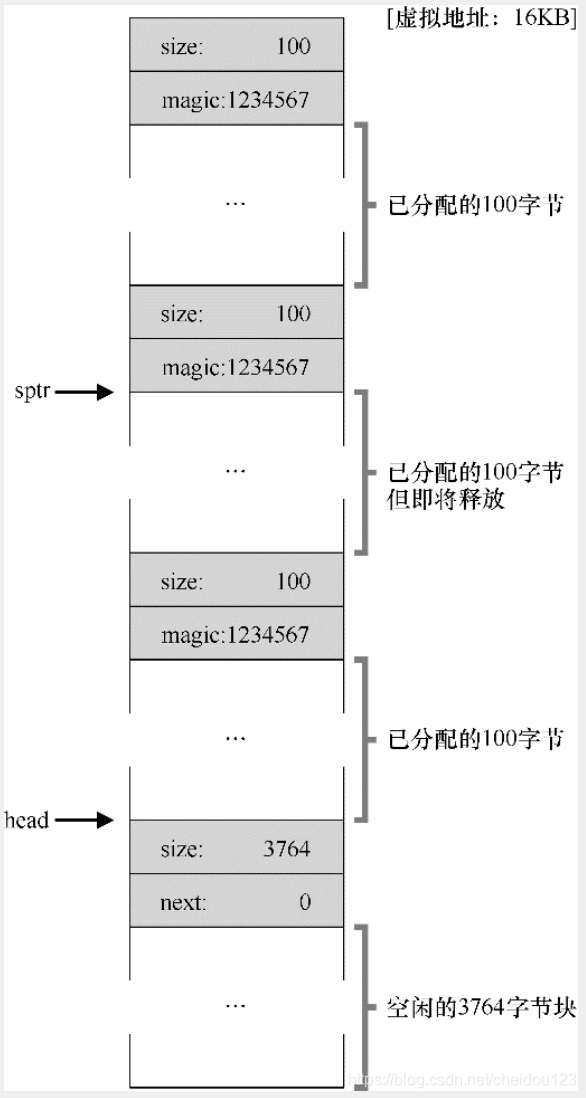 [虚拟地址：16KB]
size: 100
magic:1234567
...
已分配的100字节
size: 100
magic:1234567
sptr
...
已分配的100字节
但即将释放
size: 100
magic:1234567
...
已分配的100字节
head
size: 3764
next: 0
...
空闲的3764字节块
https://blog.csdn.net/cheidou123